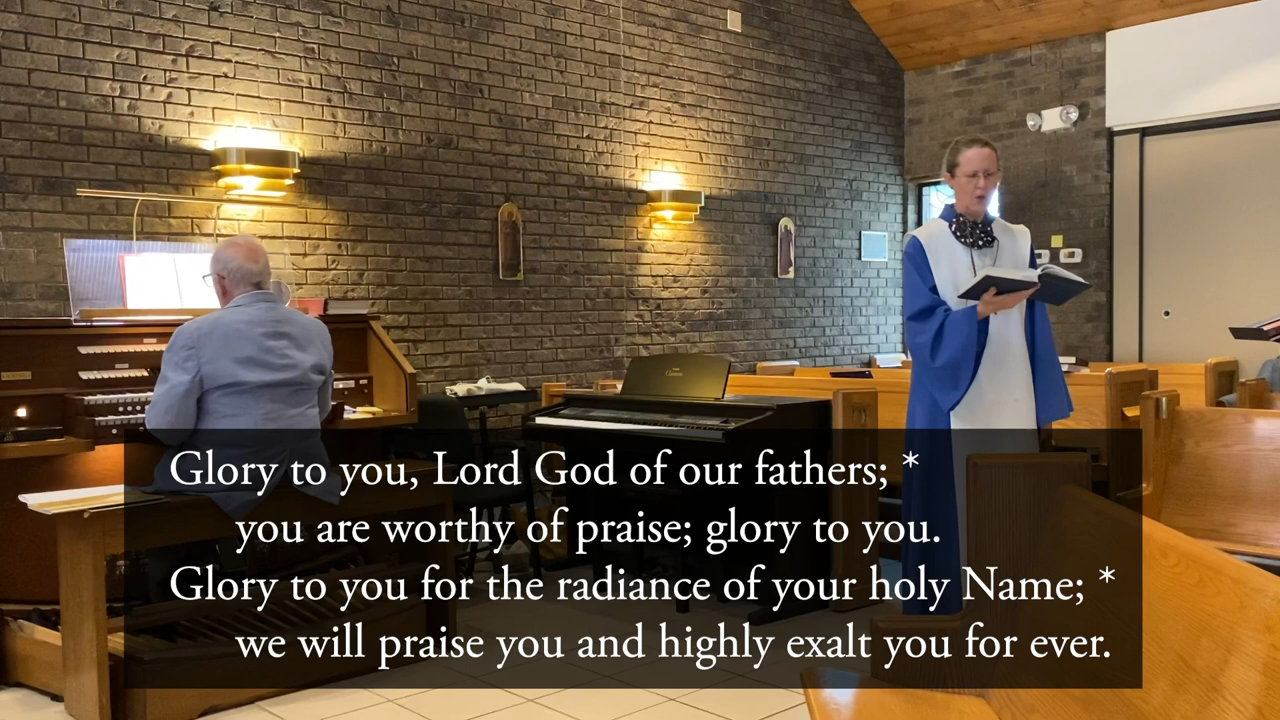 Glory to you, Lord God of our fathers; *
you are worthy of praise; glory to you.
Glory to you for the radiance of your holy Name; *
we will praise you and highly exalt you for ever.